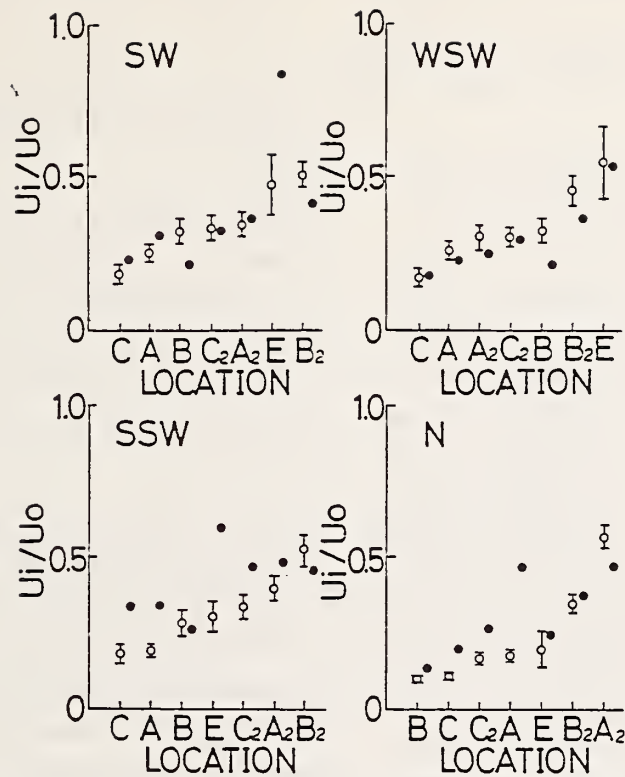 1.0
SW
Ui/Uo
0.5
0
C A B C₂ A₂ E B₂
LOCATION
1.0
WSW
Ui/Uo
0.5
0
C A A₂ C₂ B B₂ E
LOCATION
1.0
SSW
Ui/Uo
0.5
0
C A B E C₂ A₂ B₂
LOCATION
1.0
N
Ui/Uo
0.5
0
B C C₂ A E B₂ A₂
LOCATION